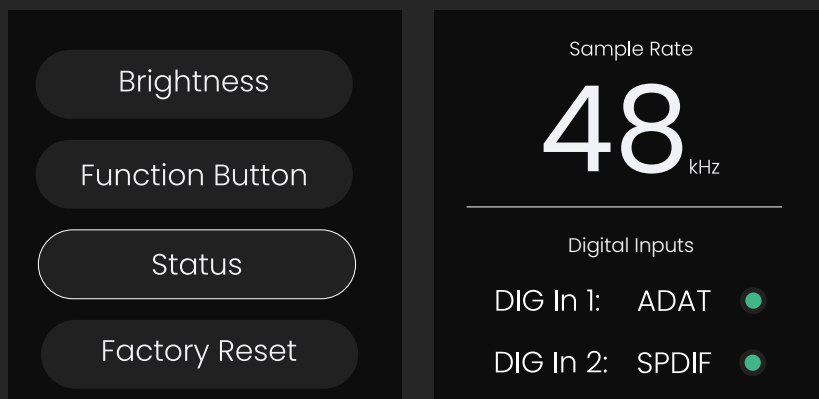 Brightness
Function Button
Status
Factory Reset
Sample Rate
48 kHz
Digital Inputs
DIG In 1: ADAT
DIG In 2: SPDIF